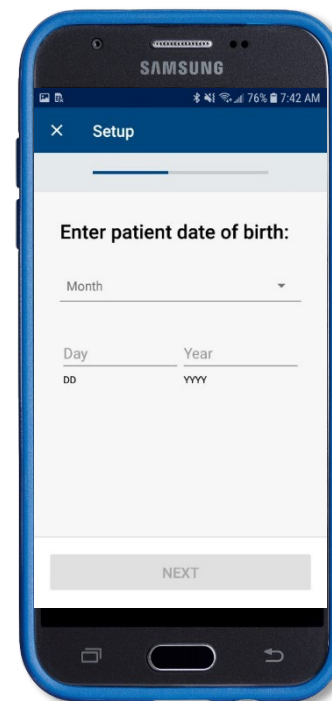 SAMSUNG
76% 7:42 AM
Setup
Enter patient date of birth:
Month
Day Year
DD YYYY
NEXT